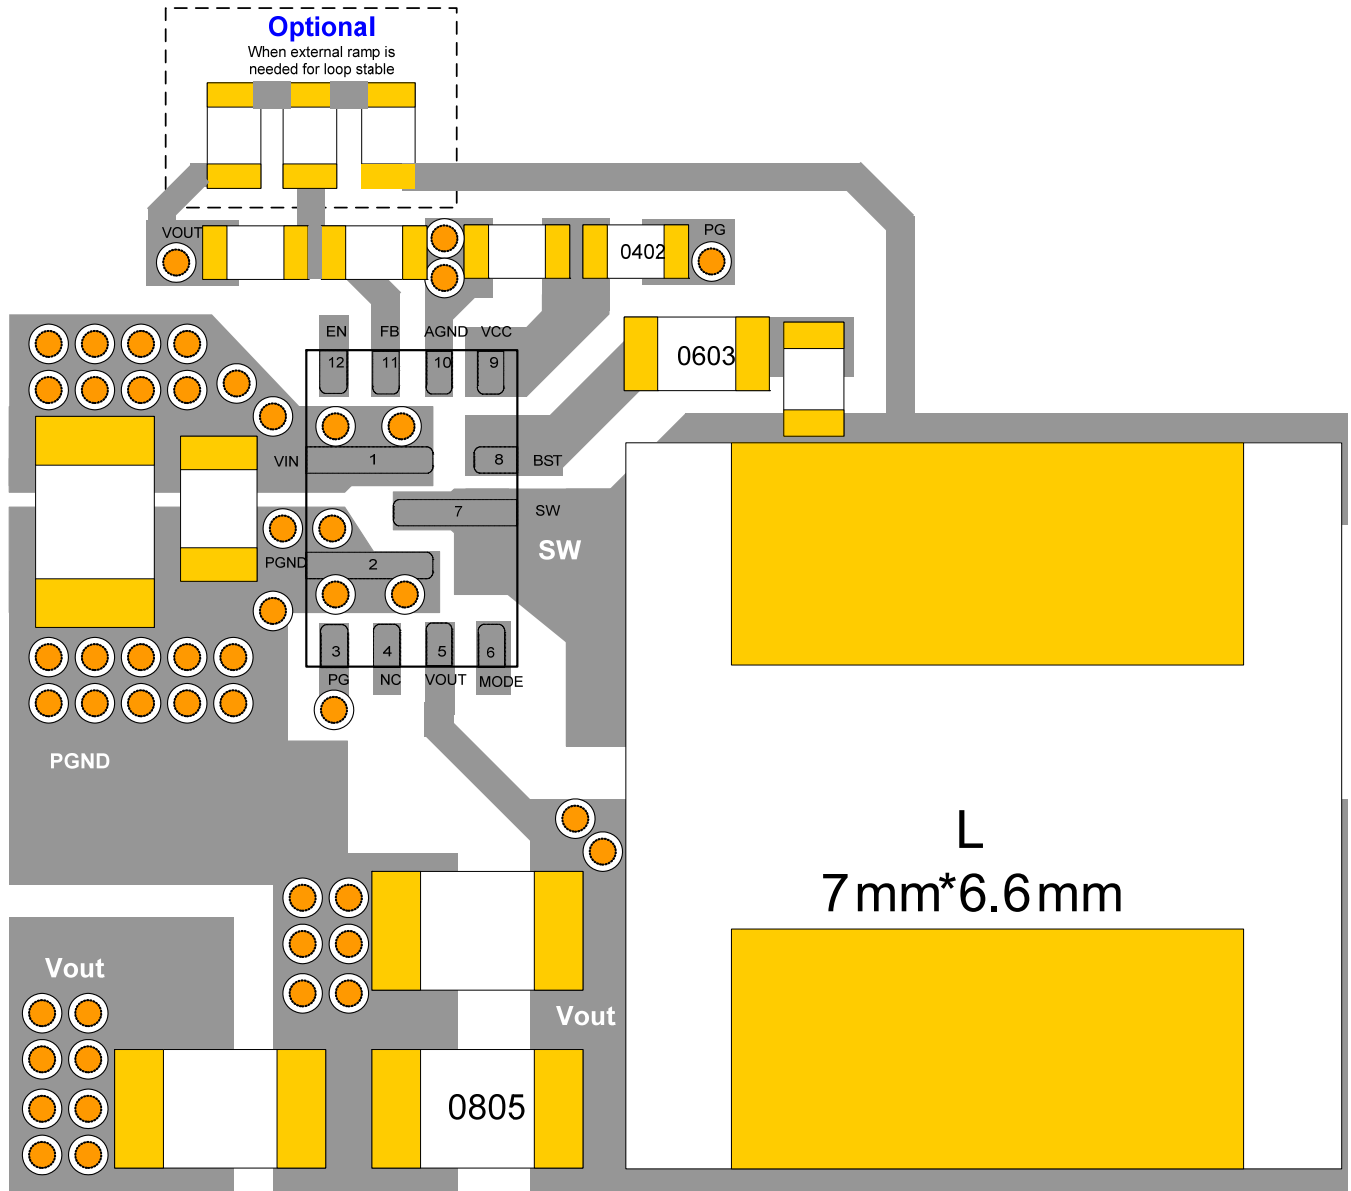 Optional
When external ramp is
needed for loop stable
VOUT
0402
PG
EN
FB
AGND
VCC
12
11
10
9
0603
VIN
1
8
BST
7
SW
SW
PGND
2
3
4
5
6
PG
NC
VOUT
MODE
PGND
L
7mm*6.6mm
Vout
Vout
0805